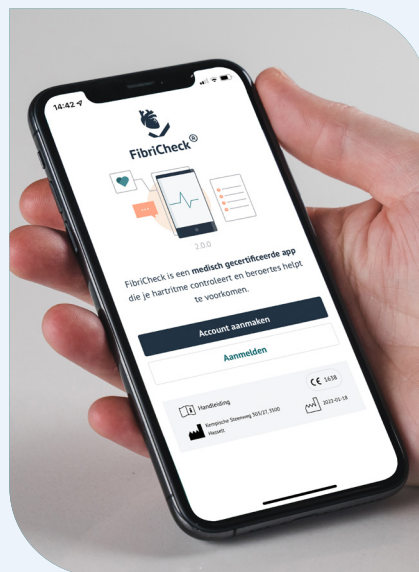 14:42
FibriCheck®
2.0.0
FibriCheck is een medisch gecertificeerde app
die je hartritme controleert en beroertes helpt
te voorkomen.
Account aanmaken
Aanmelden
Handleiding
CE 1638
Kempische Steenweg 303/27, 3500
Hasselt
2022-01-18